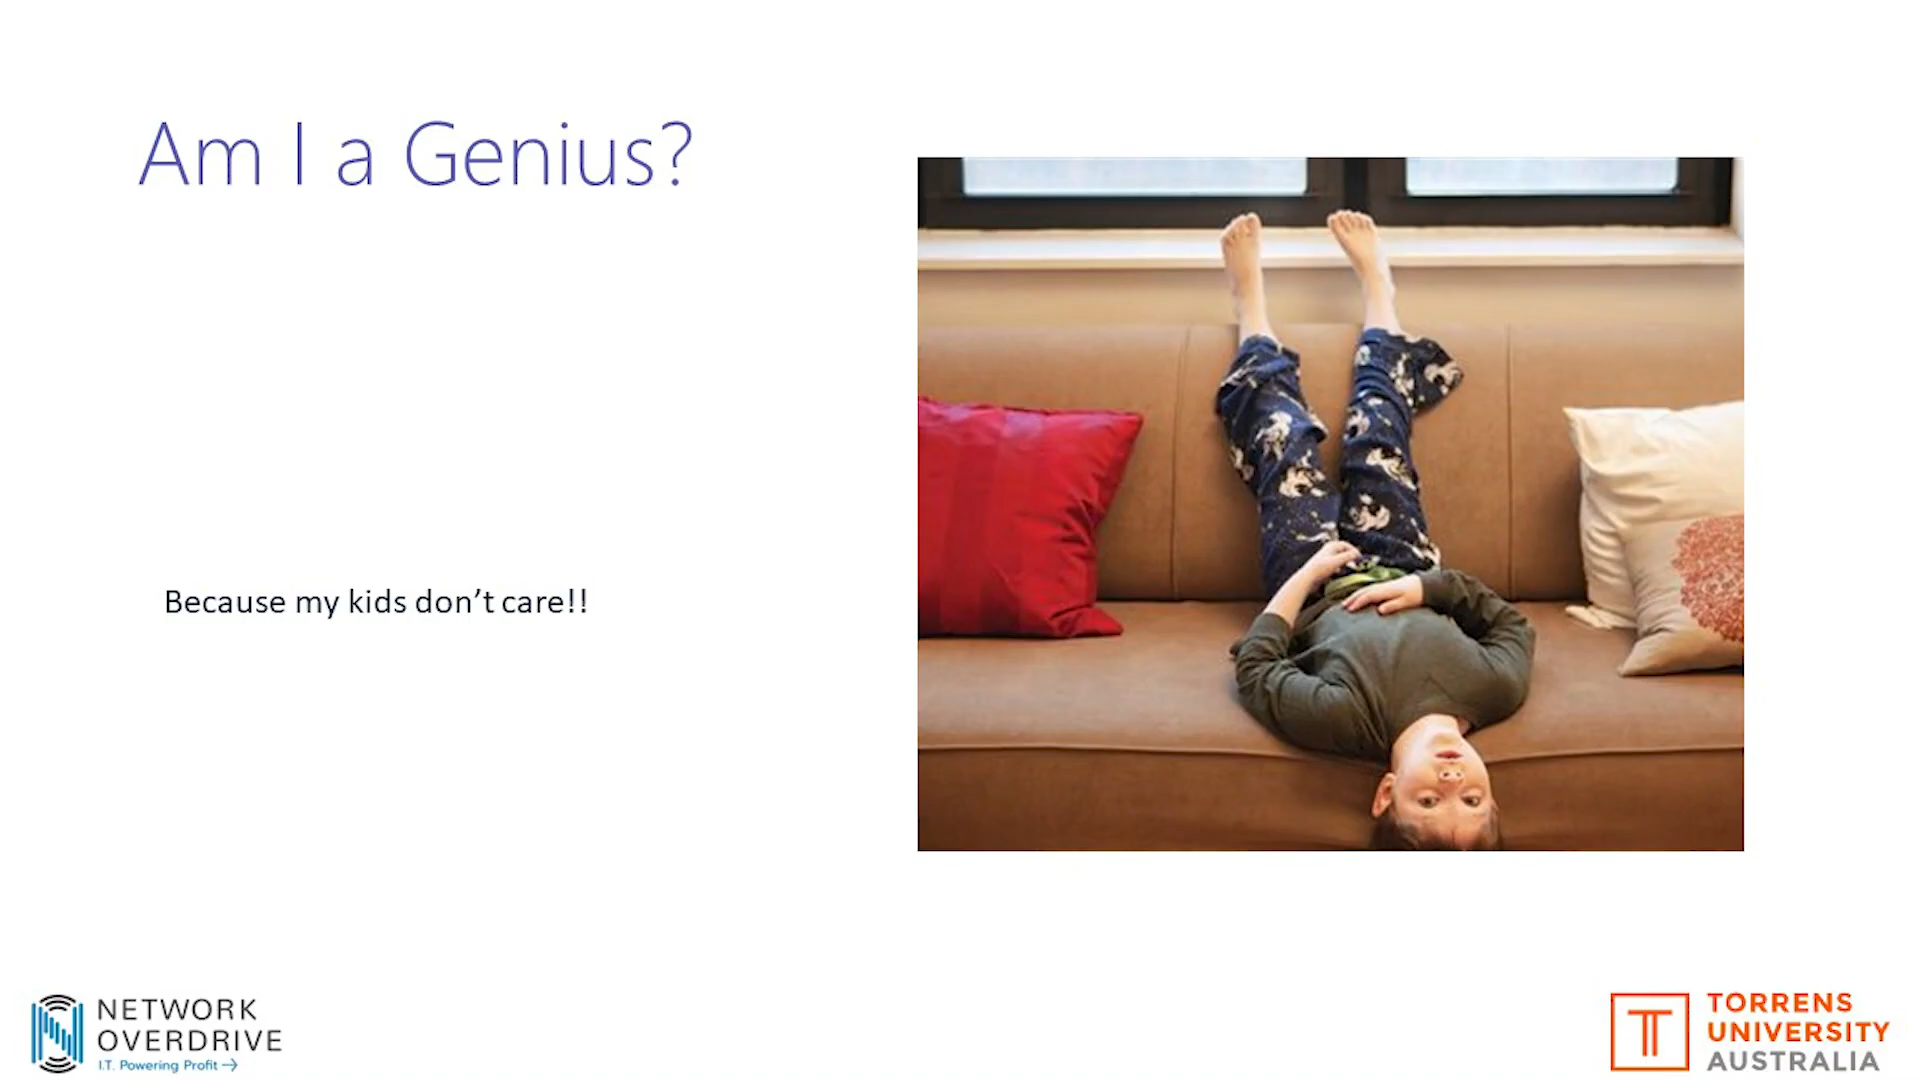 Am I a Genius?
Because my kids don't care!!
NETWORK
OVERDRIVE
I.T. Powering Profit →
TORRENS
UNIVERSITY
AUSTRALIA